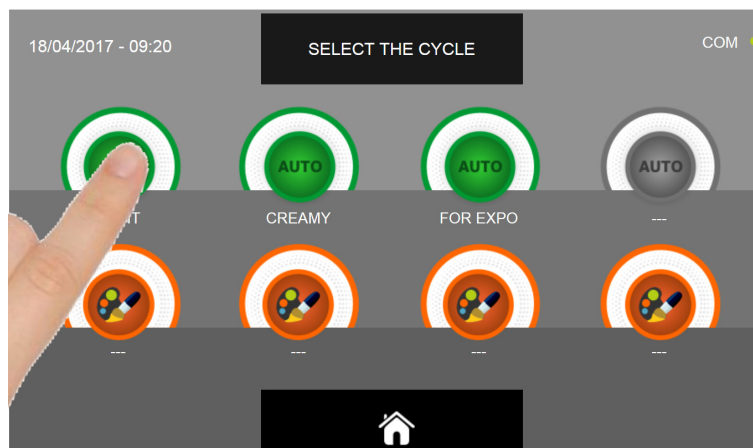 18/04/2017 - 09:20
SELECT THE CYCLE
COM
AUTO
AUTO
AUTO
CREAMY
FOR EXPO
---
---
---
---
---